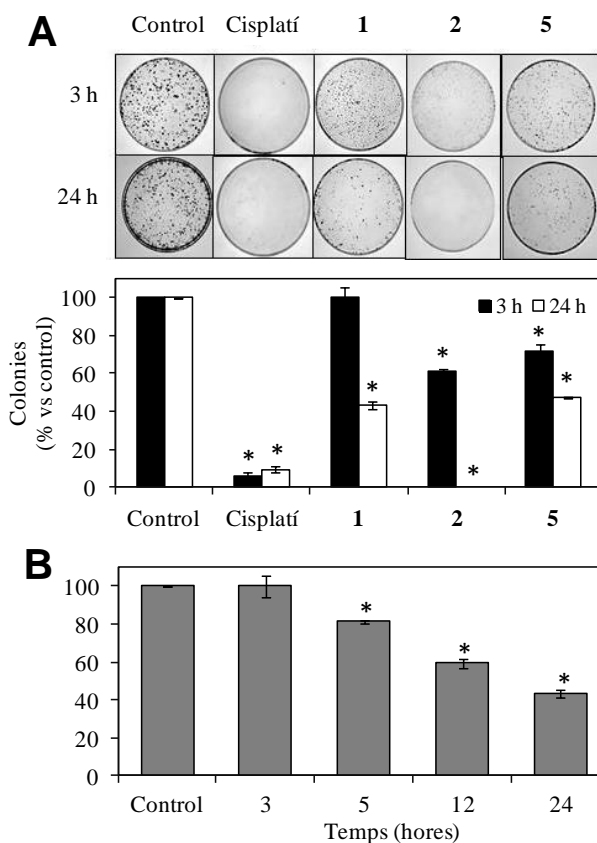 A
Control Cisplatí 1 2 5
3 h
24 h
Colonies
(% vs control)
100
80
60
40
20
0
3 h 24 h
* * * * * * *
Control Cisplatí 1 2 5
B
100
80
60
40
20
0
* * *
Control 3 5 12 24
Temps (hores)